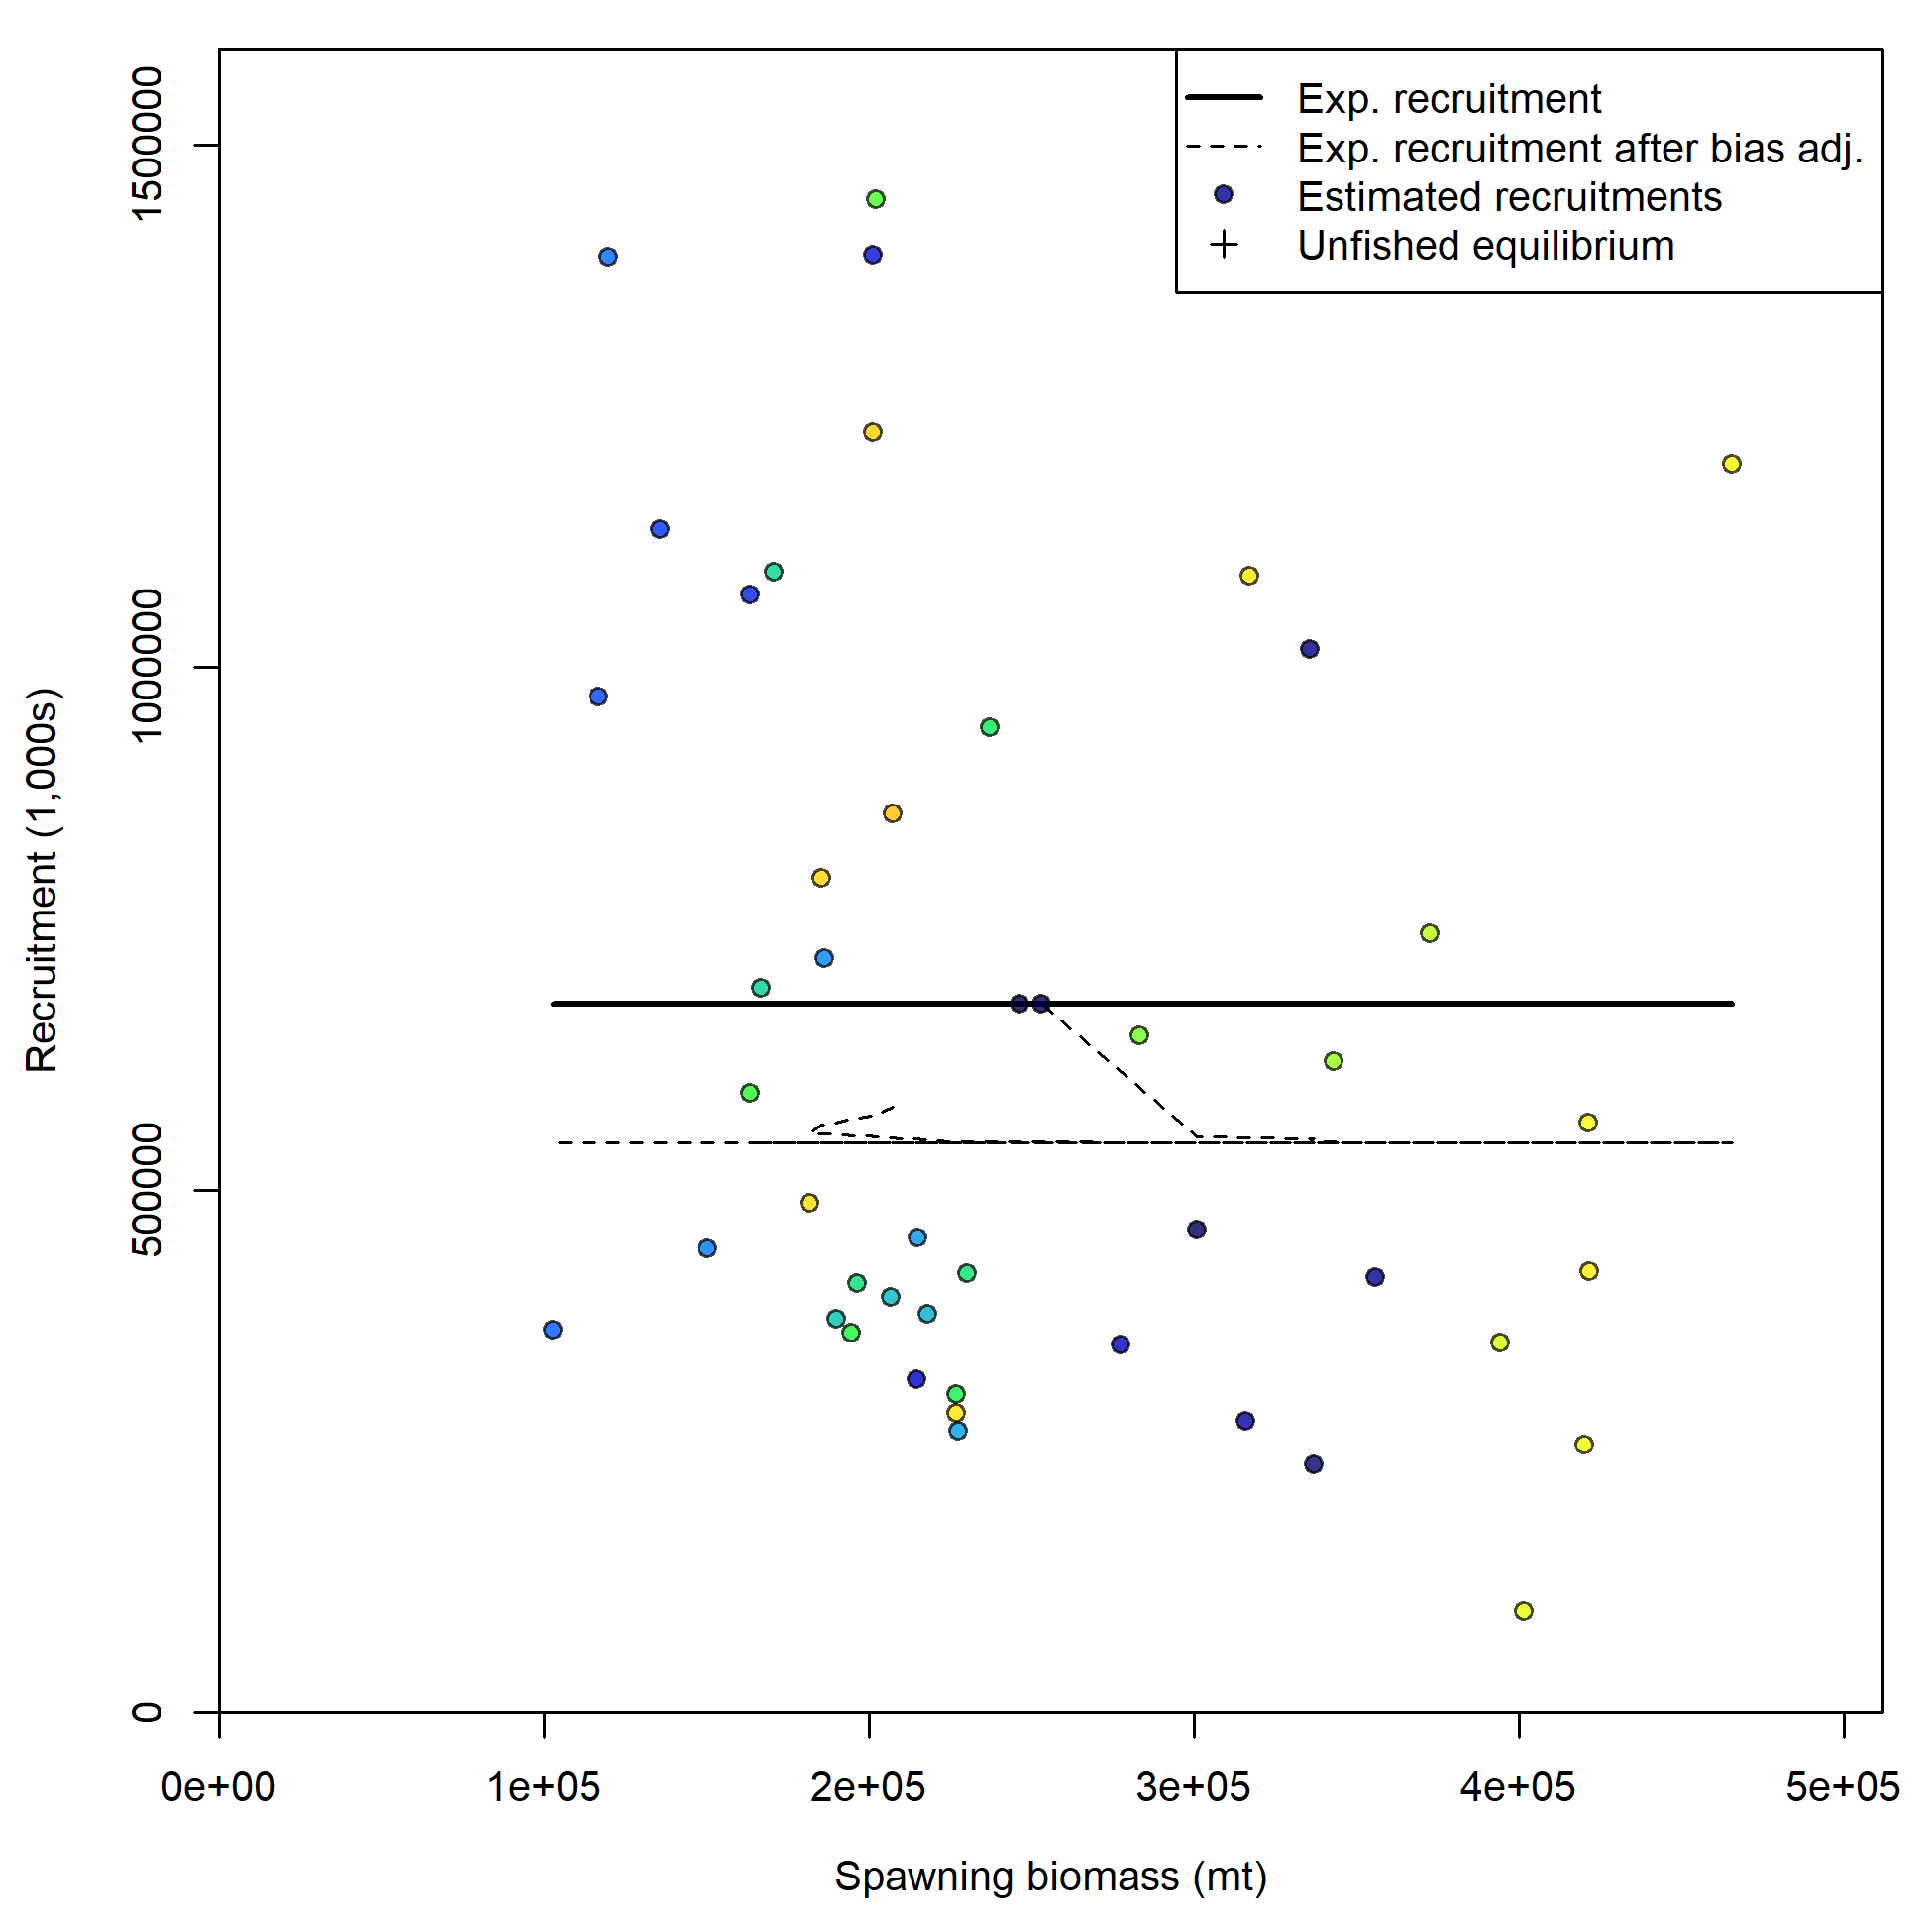 Exp. recruitment
Exp. recruitment after bias adj.
Estimated recruitments
Unfished equilibrium
Recruitment (1,000s)
1500000
1000000
500000
0
0e+00 1e+05 2e+05 3e+05 4e+05 5e+05
Spawning biomass (mt)